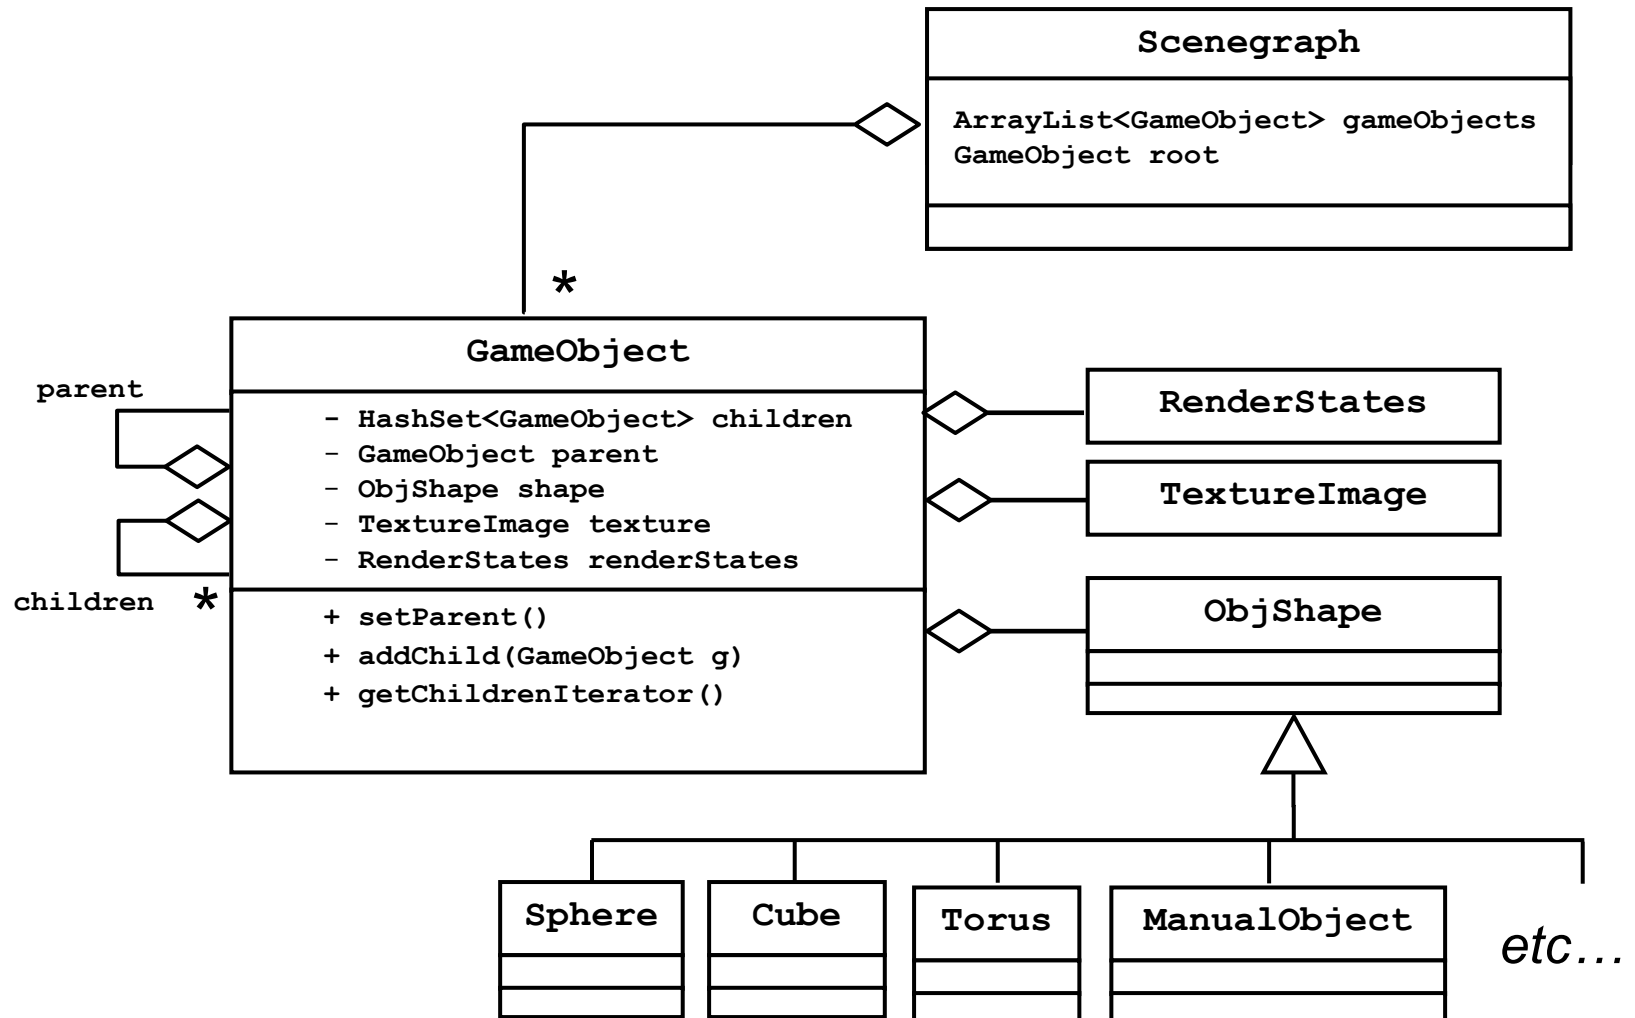 Scenegraph
ArrayList<GameObject> gameObjects
GameObject root
*
GameObject
parent
- HashSet<GameObject> children
- GameObject parent
- ObjShape shape
- TextureImage texture
- RenderStates renderStates
children *
+ setParent()
+ addChild(GameObject g)
+ getChildrenIterator()
RenderStates
TextureImage
ObjShape
Sphere
Cube
Torus
ManualObject
etc…